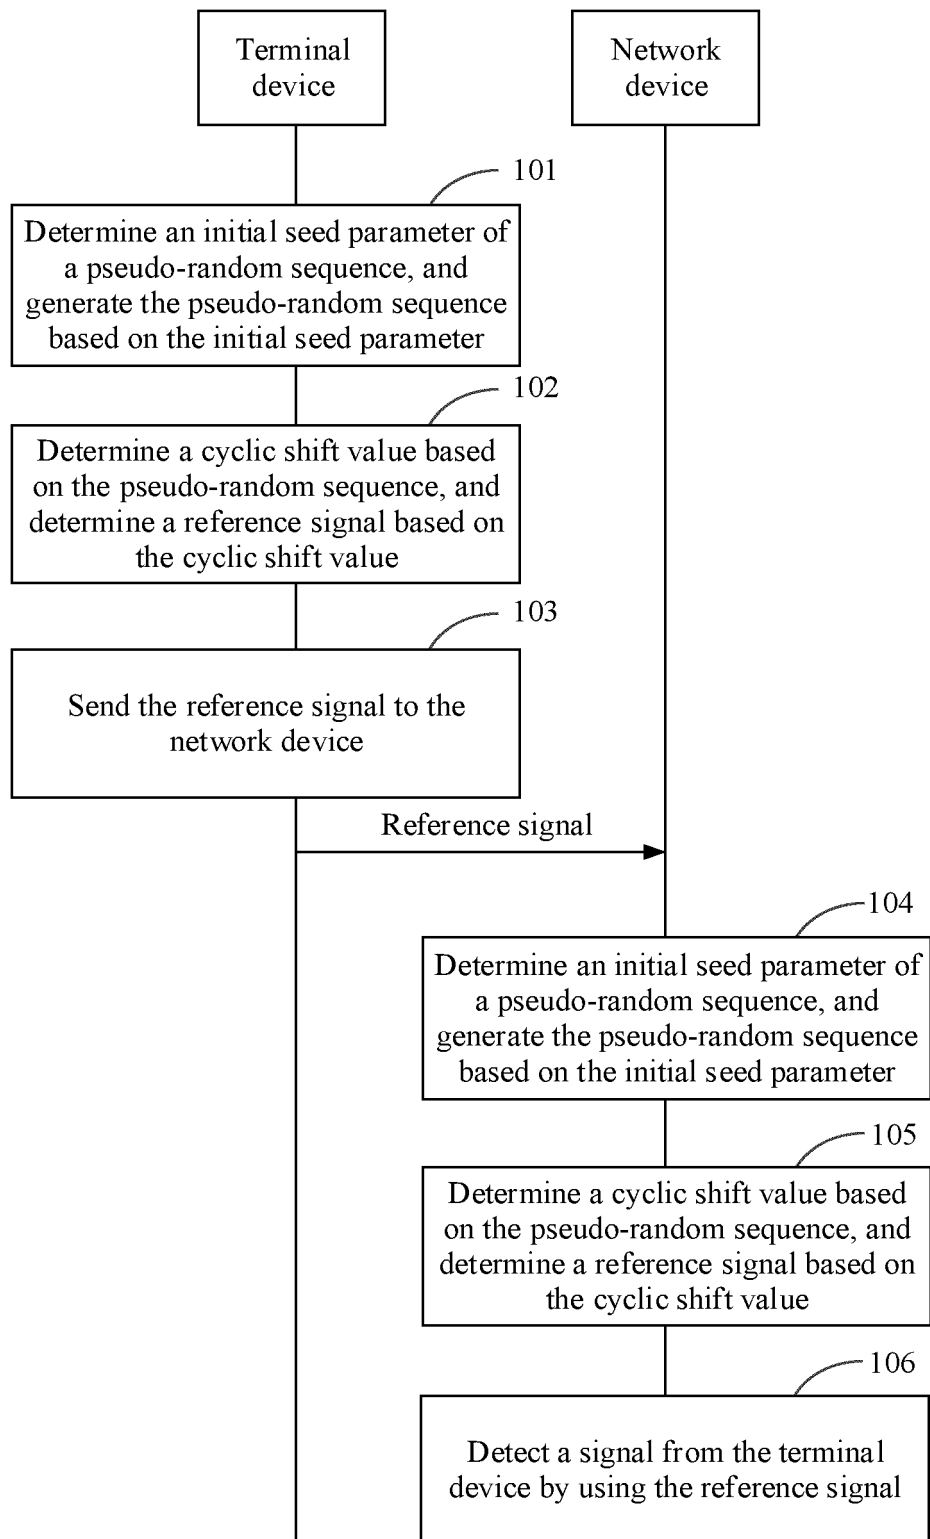 Terminal
device
Network
device
101
Determine an initial seed parameter of
a pseudo-random sequence, and
generate the pseudo-random sequence
based on the initial seed parameter
102
Determine a cyclic shift value based
on the pseudo-random sequence, and
determine a reference signal based on
the cyclic shift value
103
Send the reference signal to the
network device
Reference signal
104
Determine an initial seed parameter of
a pseudo-random sequence, and
generate the pseudo-random sequence
based on the initial seed parameter
105
Determine a cyclic shift value based
on the pseudo-random sequence, and
determine a reference signal based on
the cyclic shift value
106
Detect a signal from the terminal
device by using the reference signal